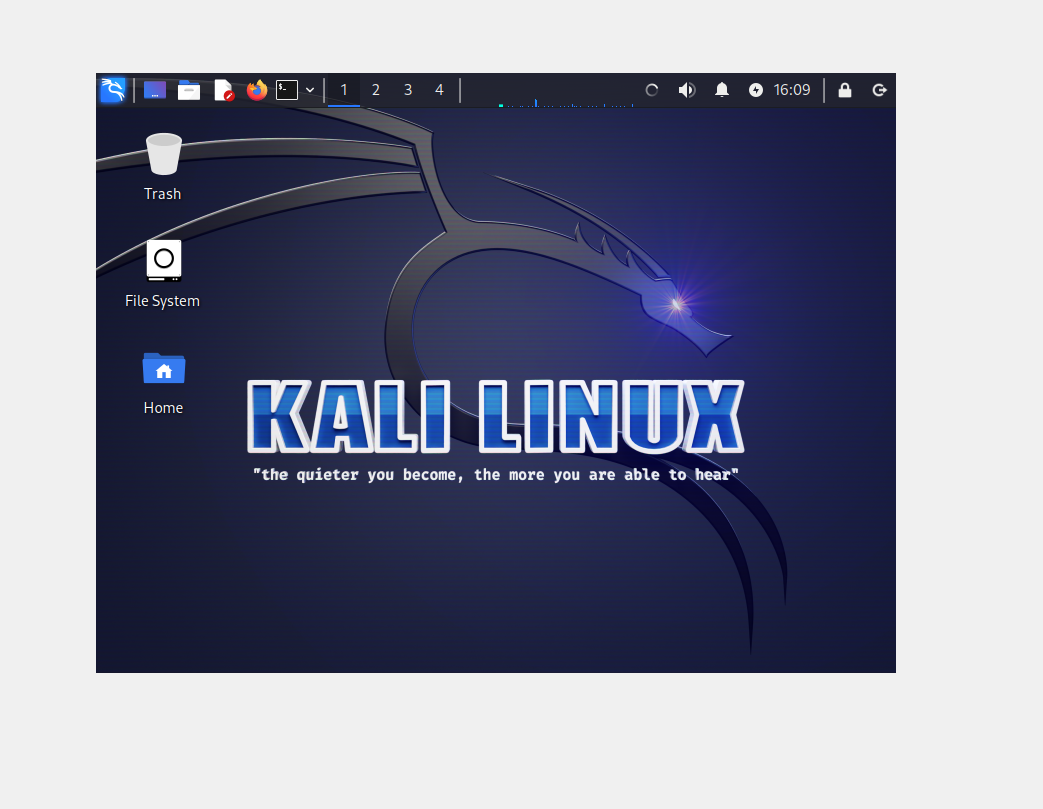 1 2 3 4 16:09
Trash
File System
Home
KALI LINUX
"the quieter you become, the more you are able to hear"